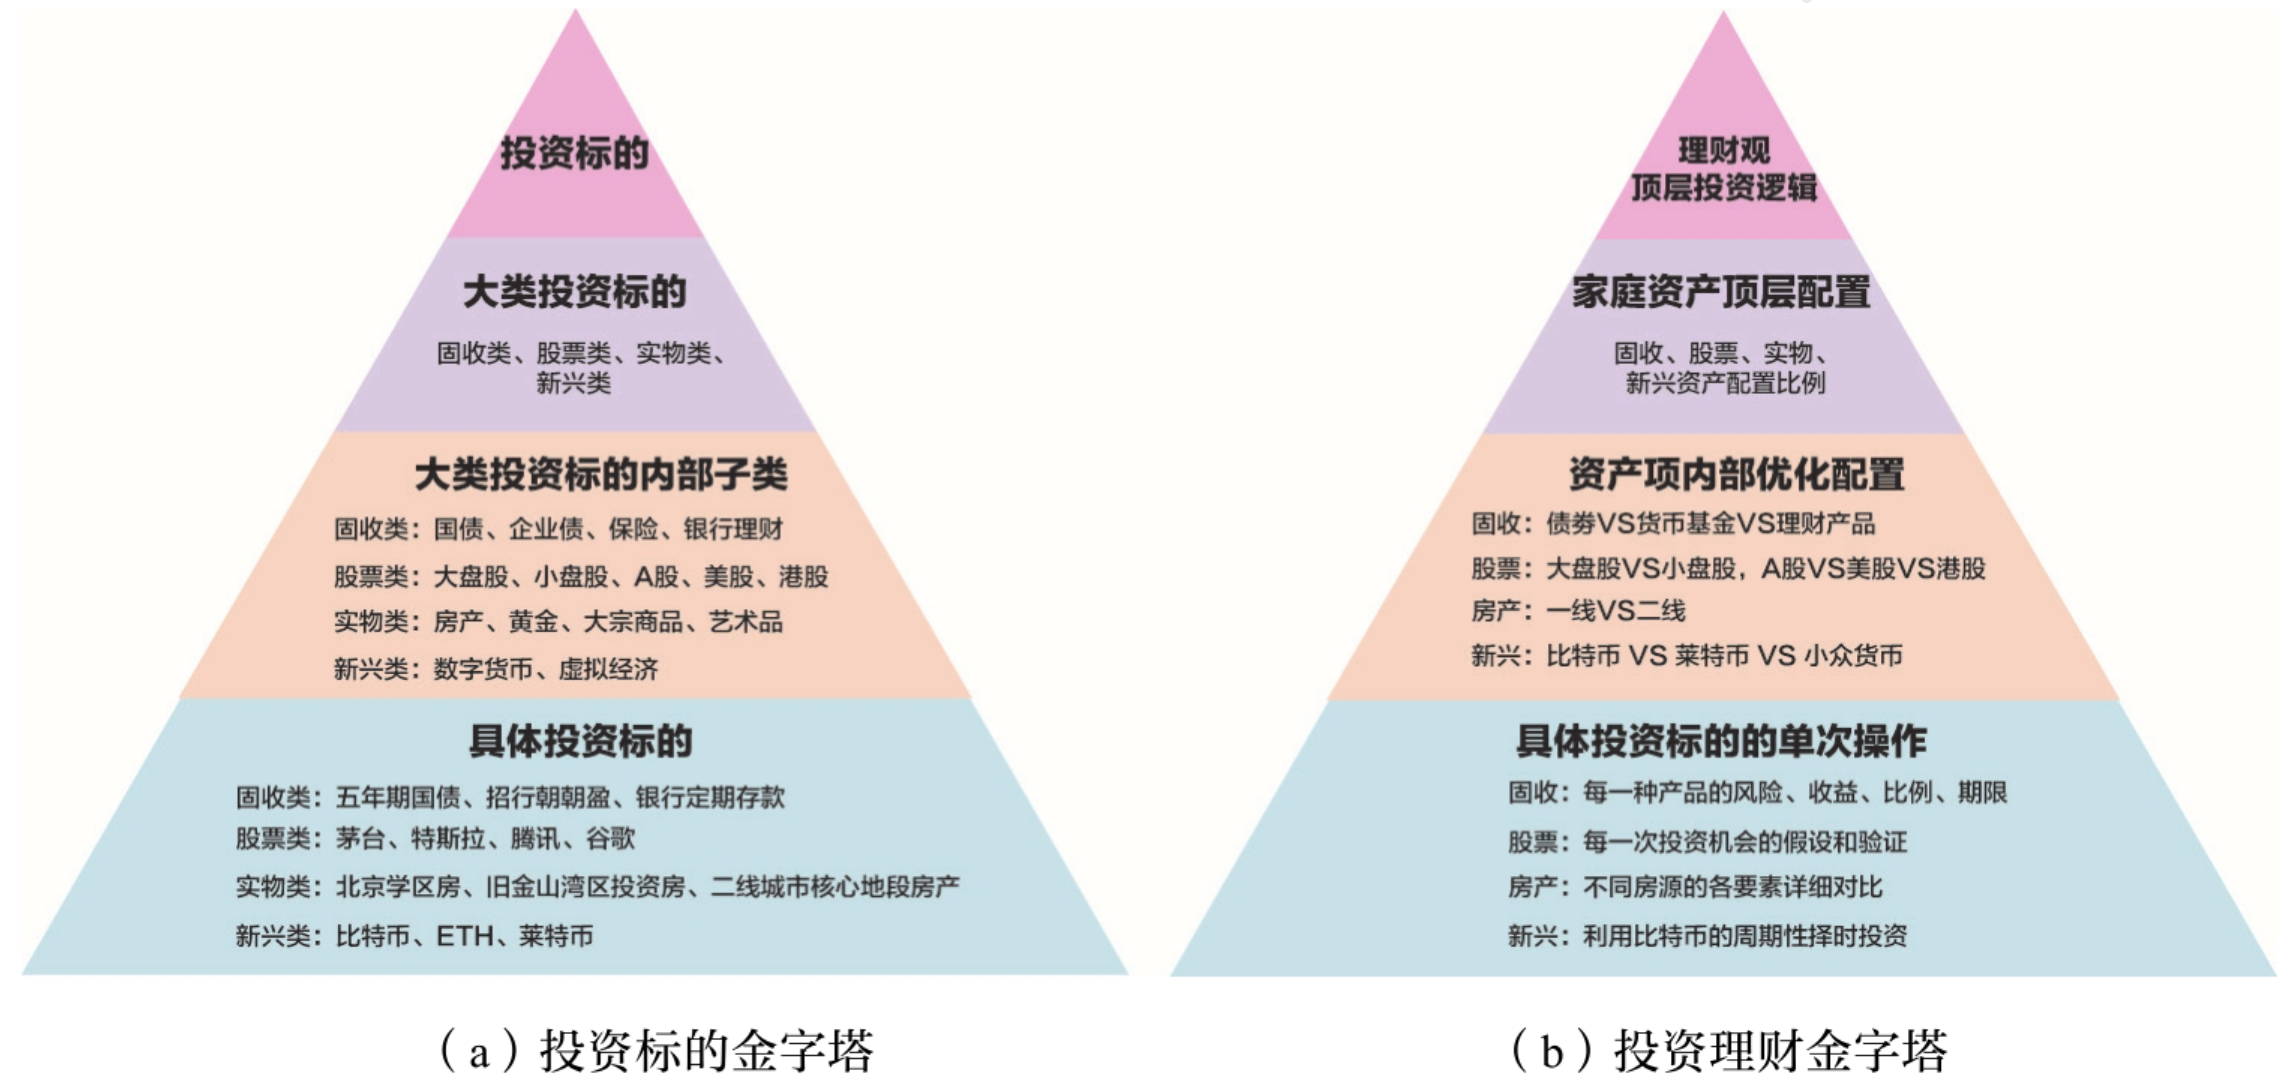 投资标的
大类投资标的
固收类、股票类、实物类、
新兴类
大类投资标的内部子类
固收类：国债、企业债、保险、银行理财
股票类：大盘股、小盘股、A股、美股、港股
实物类：房产、黄金、大宗商品、艺术品
新兴类：数字货币、虚拟经济
具体投资标的
固收类：五年期国债、招行朝朝盈、银行定期存款
股票类：茅台、特斯拉、腾讯、谷歌
实物类：北京学区房、旧金山湾区投资房、二线城市核心地段房产
新兴类：比特币、ETH、莱特币
（a）投资标的金字塔
理财观
顶层投资逻辑
家庭资产顶层配置
固收、股票、实物、
新兴资产配置比例
资产项内部优化配置
固收：债券VS货币基金VS理财产品
股票：大盘股VS小盘股，A股VS美股VS港股
房产：一线VS二线
新兴：比特币 VS 莱特币 VS 小众货币
具体投资标的的单次操作
固收：每一种产品的风险、收益、比例、期限
股票：每一次投资机会的假设和验证
房产：不同房源的各要素详细对比
新兴：利用比特币的周期性择时投资
（b）投资理财金字塔